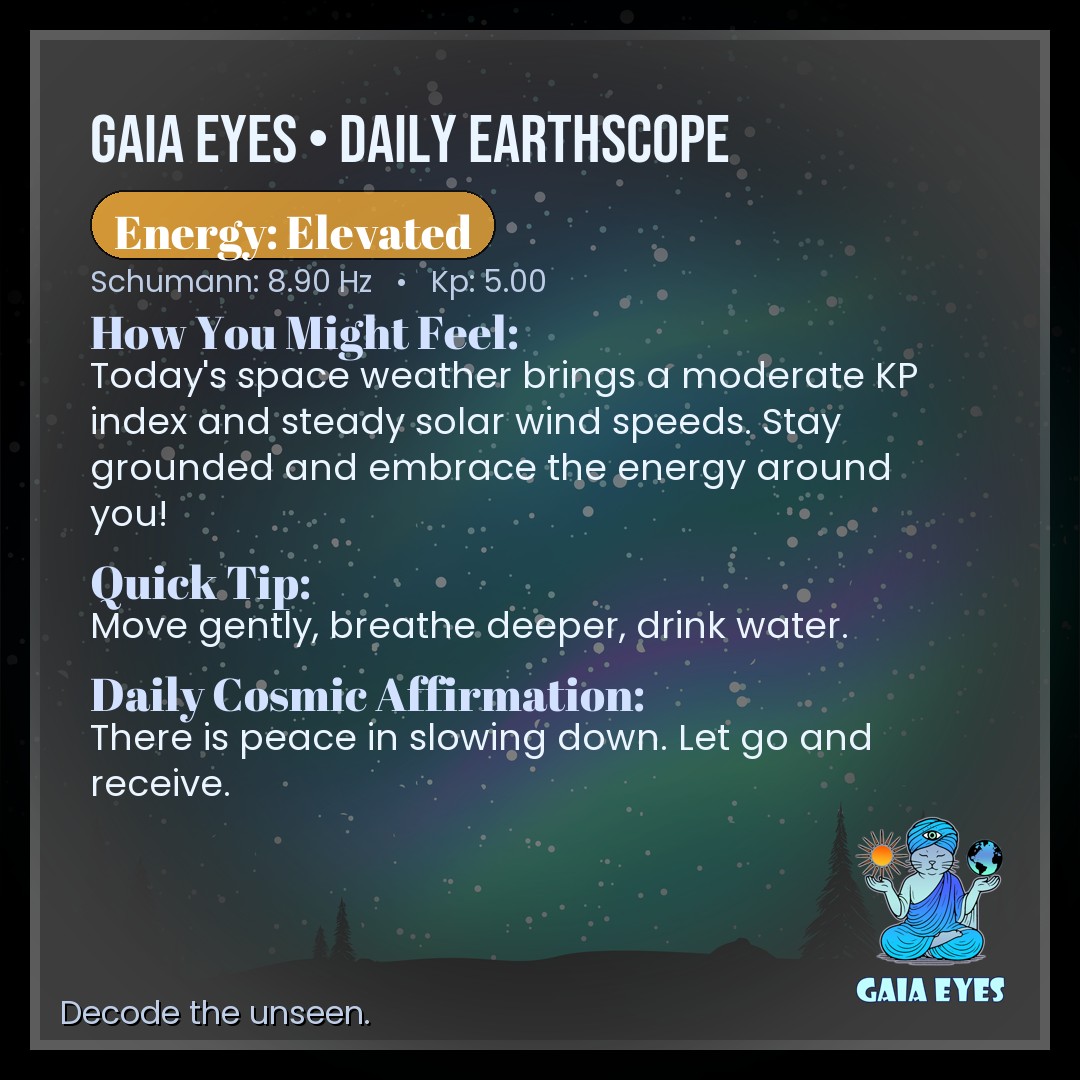 GAIA EYES • DAILY EARTHSCOPE
Energy: Elevated
Schumann: 8.90 Hz • Kp: 5.00
How You Might Feel:
Today's space weather brings a moderate KP
index and steady solar wind speeds. Stay
grounded and embrace the energy around
you!
Quick Tip:
Move gently, breathe deeper, drink water.
Daily Cosmic Affirmation:
There is peace in slowing down. Let go and
receive.
GAIA EYES
Decode the unseen.